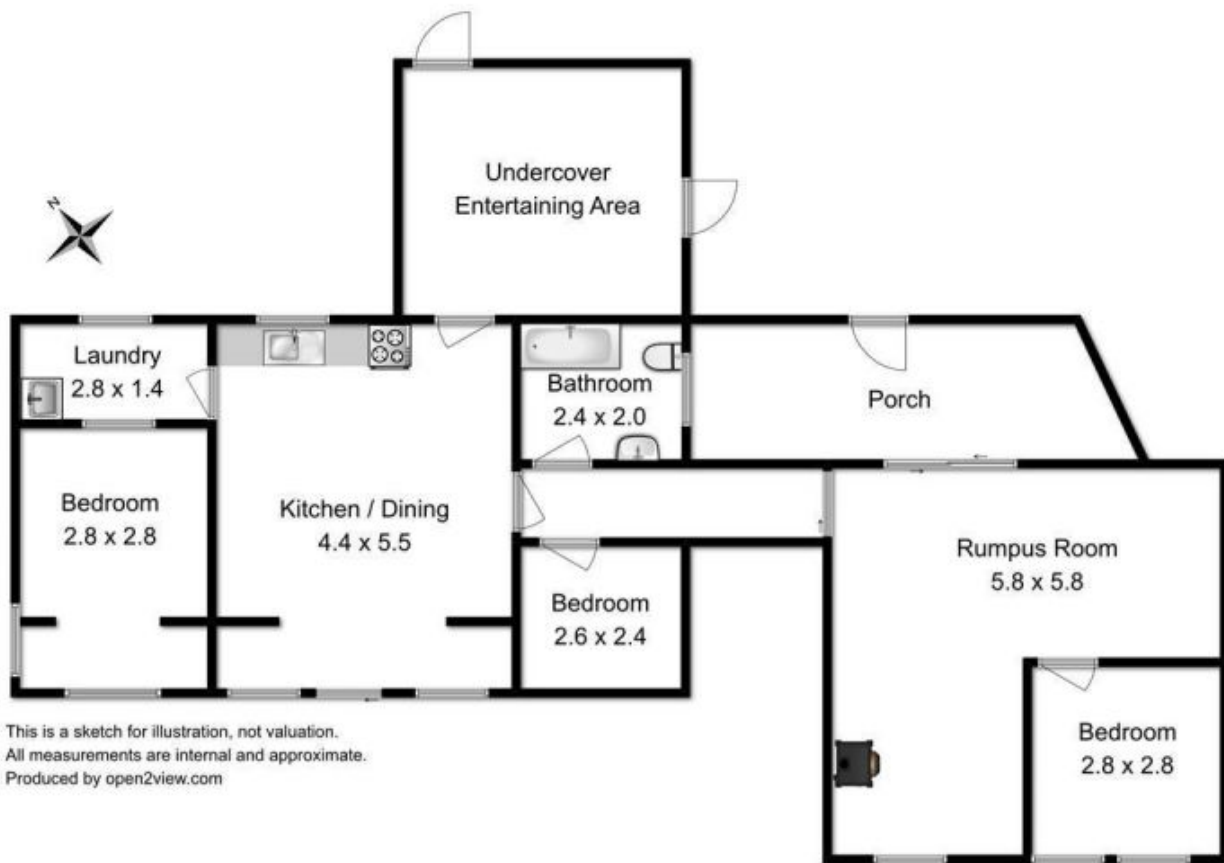 Undercover
Entertaining Area
N
Laundry
2.8 x 1.4
Bathroom
2.4 x 2.0
Porch
Bedroom
2.8 x 2.8
Kitchen / Dining
4.4 x 5.5
Rumpus Room
5.8 x 5.8
Bedroom
2.6 x 2.4
Bedroom
2.8 x 2.8
This is a sketch for illustration, not valuation.
All measurements are internal and approximate.
Produced by open2view.com